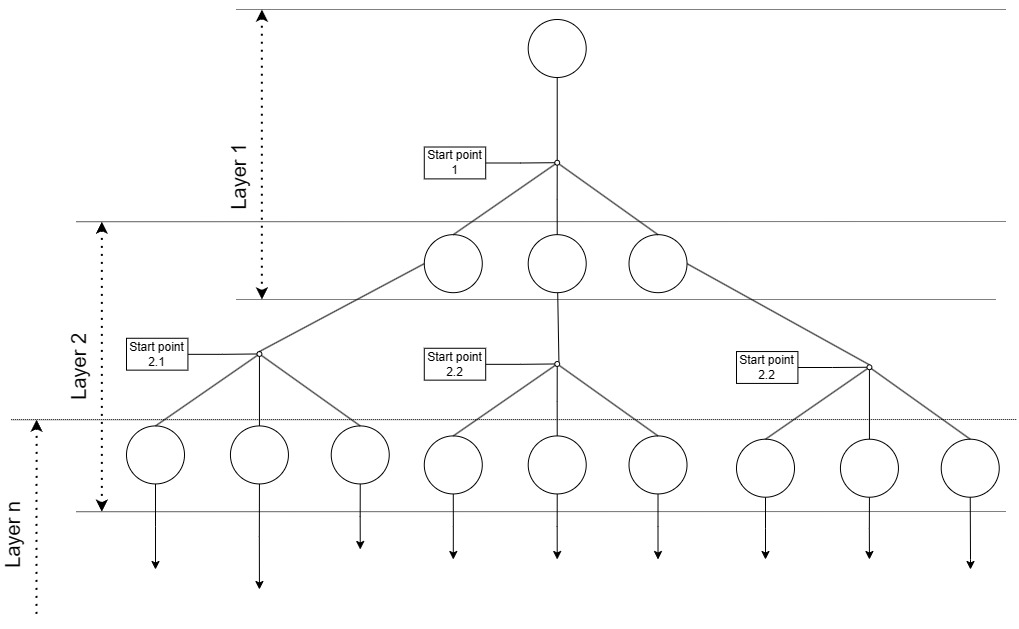 Layer 1
Start point
1
Layer 2
Start point
2.1
Start point
2.2
Start point
2.2
Layer n